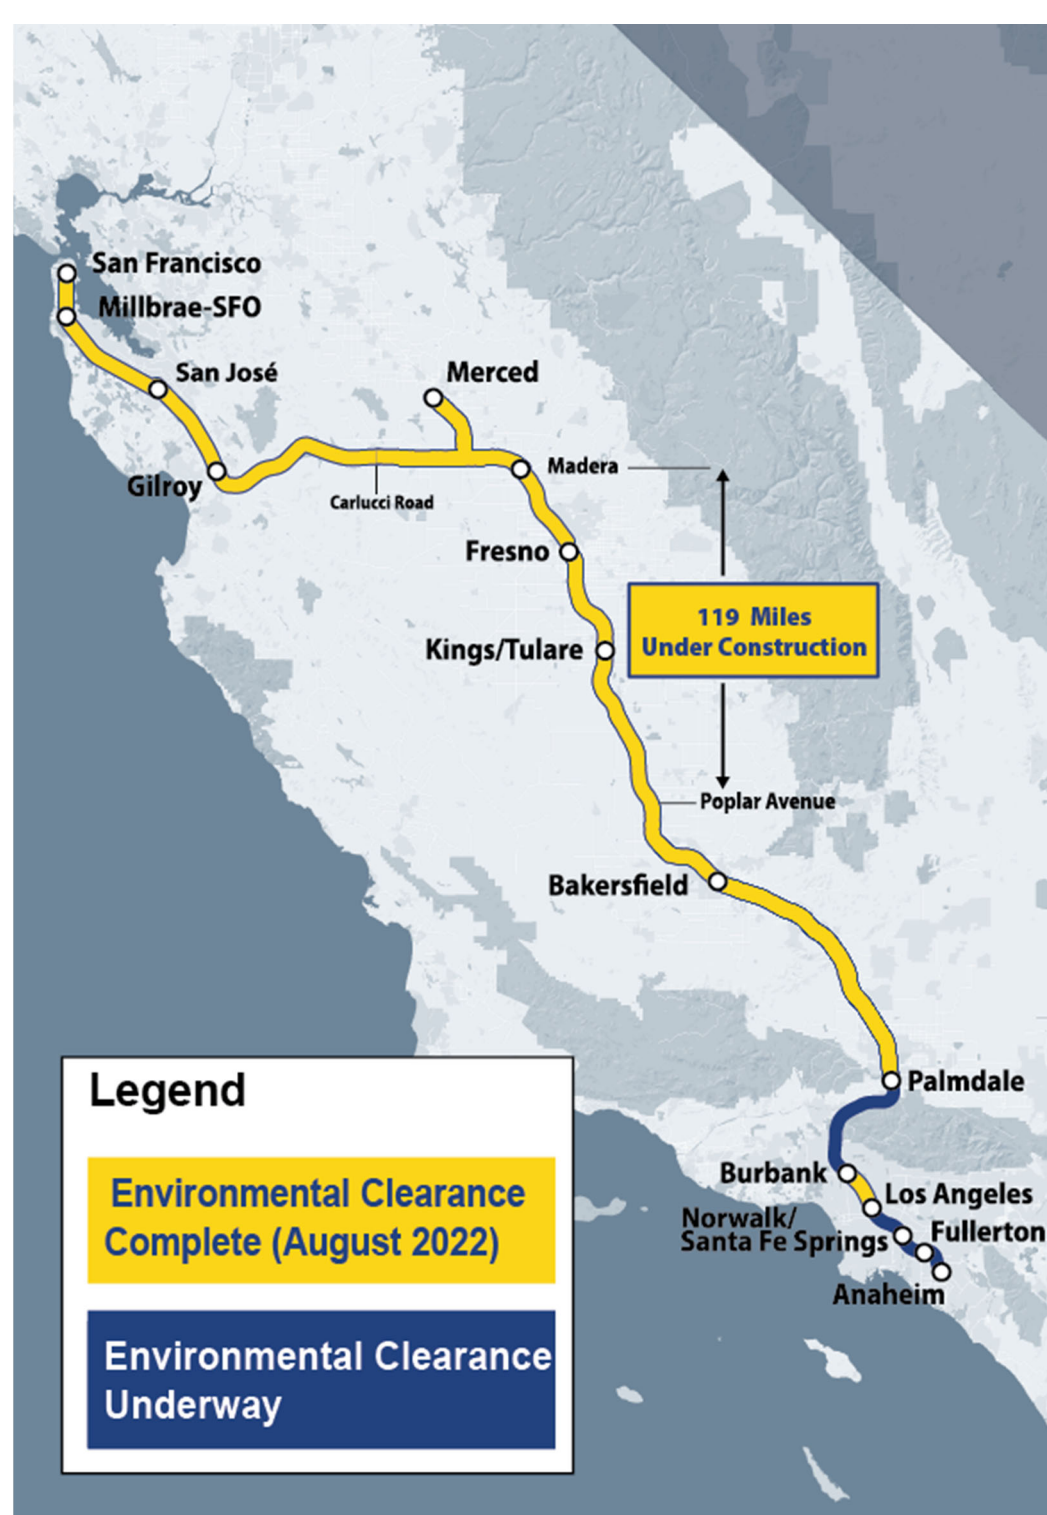 San Francisco
Millbrae-SFO
San José
Merced
Gilroy
Madera
Carlucci Road
Fresno
119 Miles
Under Construction
Kings/Tulare
Poplar Avenue
Bakersfield
Palmdale
Burbank
Los Angeles
Norwalk/
Santa Fe Springs
Fullerton
Anaheim
Legend
Environmental Clearance
Complete (August 2022)
Environmental Clearance
Underway